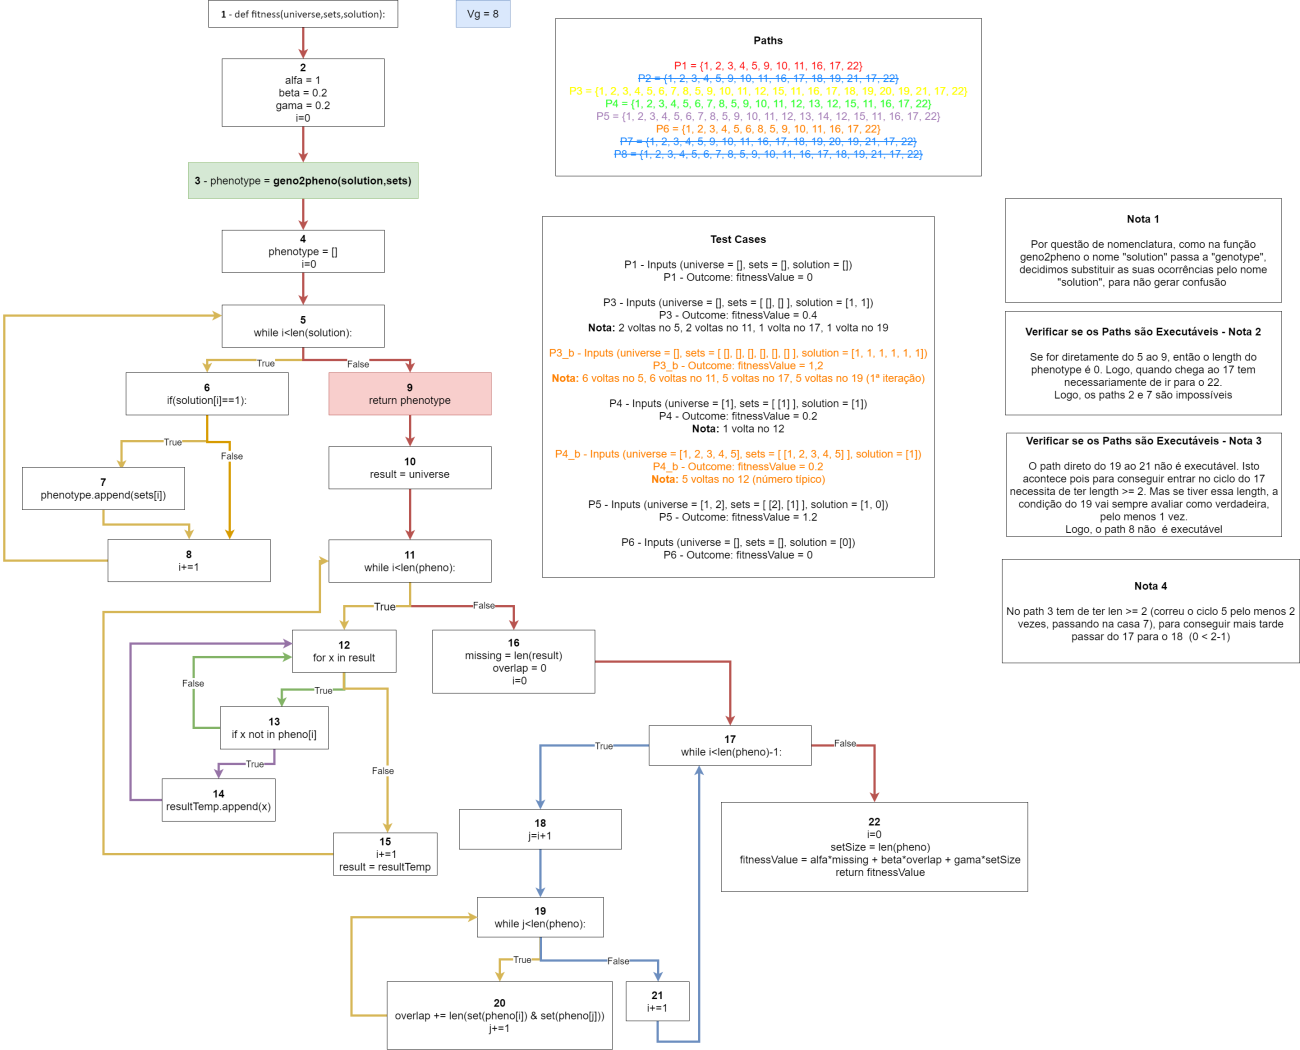 1 - def fitness(universe,sets,solution):
Vg = 8
2
alfa = 1
beta = 0.2
gama = 0.2
i=0
3 - phenotype = geno2pheno(solution,sets)
4
phenotype = []
i=0
5
while i<len(solution):
True
False
6
if(solution[i]==1):
9
return phenotype
True
False
7
phenotype.append(sets[i])
10
result = universe
8
i+=1
11
while i<len(pheno):
True
False
12
for x in result
16
missing = len(result)
overlap = 0
i=0
False
True
13
if x not in pheno[i]
True
False
14
resultTemp.append(x)
15
i+=1
result = resultTemp
17
while i<len(pheno)-1:
True
False
18
j=i+1
22
i=0
setSize = len(pheno)
fitnessValue = alfa*missing + beta*overlap + gama*setSize
return fitnessValue
19
while j<len(pheno):
True
False
20
overlap += len(set(pheno[i]) & set(pheno[j]))
j+=1
21
i+=1
Paths
P1 = {1, 2, 3, 4, 5, 9, 10, 11, 16, 17, 22}
P2 = {1, 2, 3, 4, 5, 9, 10, 11, 16, 17, 18, 19, 21, 17, 22}
P3 = {1, 2, 3, 4, 5, 6, 7, 8, 5, 9, 10, 11, 12, 15, 11, 16, 17, 18, 19, 20, 19, 21, 17, 22}
P4 = {1, 2, 3, 4, 5, 6, 7, 8, 5, 9, 10, 11, 12, 13, 12, 15, 11, 16, 17, 22}
P5 = {1, 2, 3, 4, 5, 6, 7, 8, 5, 9, 10, 11, 12, 13, 14, 12, 15, 11, 16, 17, 22}
P6 = {1, 2, 3, 4, 5, 6, 8, 5, 9, 10, 11, 16, 17, 22}
P7 = {1, 2, 3, 4, 5, 9, 10, 11, 16, 17, 18, 19, 20, 19, 21, 17, 22}
P8 = {1, 2, 3, 4, 5, 6, 7, 8, 5, 9, 10, 11, 16, 17, 18, 19, 21, 17, 22}
Test Cases
P1 - Inputs (universe = [], sets = [], solution = [])
P1 - Outcome: fitnessValue = 0
P3 - Inputs (universe = [], sets = [ [], [] ], solution = [1, 1])
P3 - Outcome: fitnessValue = 0.4
Nota: 2 voltas no 5, 2 voltas no 11, 1 volta no 17, 1 volta no 19
P3_b - Inputs (universe = [], sets = [ [], [], [], [], [], [] ], solution = [1, 1, 1, 1, 1, 1])
P3_b - Outcome: fitnessValue = 1,2
Nota: 6 voltas no 5, 6 voltas no 11, 5 voltas no 17, 5 voltas no 19 (1ª iteração)
P4 - Inputs (universe = [1], sets = [ [1] ], solution = [1])
P4 - Outcome: fitnessValue = 0.2
Nota: 1 volta no 12
P4_b - Inputs (universe = [1, 2, 3, 4, 5], sets = [ [1, 2, 3, 4, 5] ], solution = [1])
P4_b - Outcome: fitnessValue = 0.2
Nota: 5 voltas no 12 (número típico)
P5 - Inputs (universe = [1, 2], sets = [ [2], [1] ], solution = [1, 0])
P5 - Outcome: fitnessValue = 1.2
P6 - Inputs (universe = [], sets = [], solution = [0])
P6 - Outcome: fitnessValue = 0
Nota 1
Por questão de nomenclatura, como na função
geno2pheno o nome "solution" passa a "genotype",
decidimos substituir as suas ocorrências pelo nome
"solution", para não gerar confusão
Verificar se os Paths são Executáveis - Nota 2
Se for diretamente do 5 ao 9, então o length do
phenotype é 0. Logo, quando chega ao 17 tem
necessariamente de ir para o 22.
Logo, os paths 2 e 7 são impossíveis
Verificar se os Paths são Executáveis - Nota 3
O path direto do 19 ao 21 não é executável. Isto
acontece pois para conseguir entrar no ciclo do 17
necessita de ter length >= 2. Mas se tiver essa length, a
condição do 19 vai sempre avaliar como verdadeira,
pelo menos 1 vez.
Logo, o path 8 não é executável
Nota 4
No path 3 tem de ter len >= 2 (correu o ciclo 5 pelo menos 2
vezes, passando na casa 7), para conseguir mais tarde
passar do 17 para o 18 (0 < 2-1)